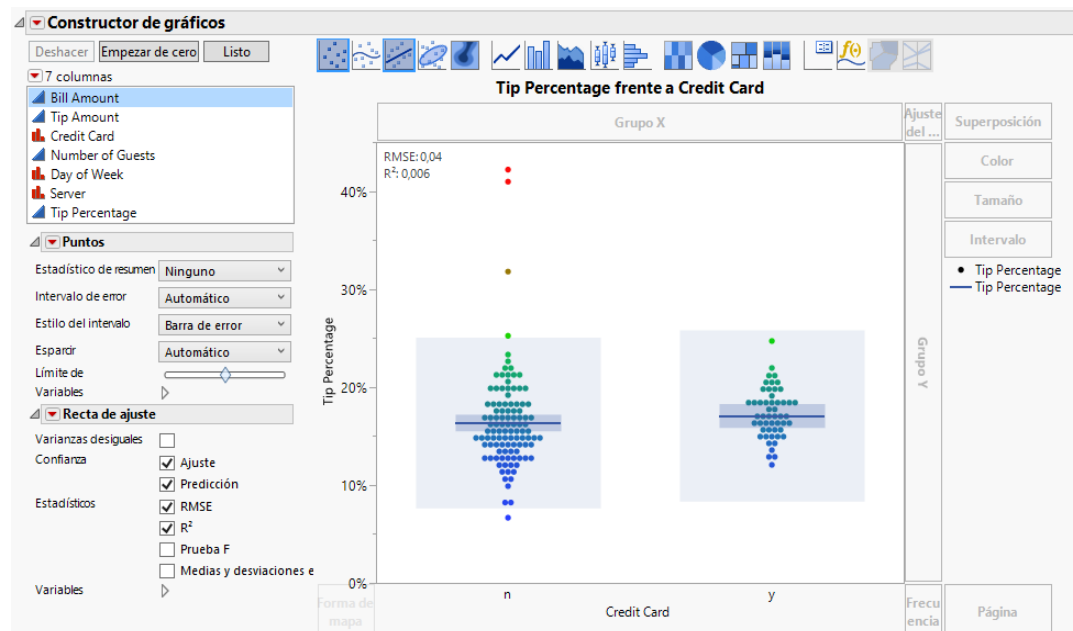 Constructor de gráficos
Deshacer Empezar de cero Listo
7 columnas
Bill Amount
Tip Amount
Credit Card
Number of Guests
Day of Week
Server
Tip Percentage
Puntos
Estadístico de resumen Ninguno
Intervalo de error Automático
Estilo del intervalo Barra de error
Esparcir Automático
Límite de
Variables
Recta de ajuste
Varianzas desiguales
Confianza Ajuste
Predicción
Estadísticos RMSE
R²
Prueba F
Medias y desviaciones e
Variables
Tip Percentage frente a Credit Card
Grupo X
Ajuste
del ...
Superposición
Color
Tamaño
Intervalo
Tip Percentage
Tip Percentage
RMSE: 0,04
R²: 0,006
40%
30%
20%
10%
0%
Tip Percentage
Grupo Y
n y
Credit Card
Forma de
mapa
Frecu
encia
Página